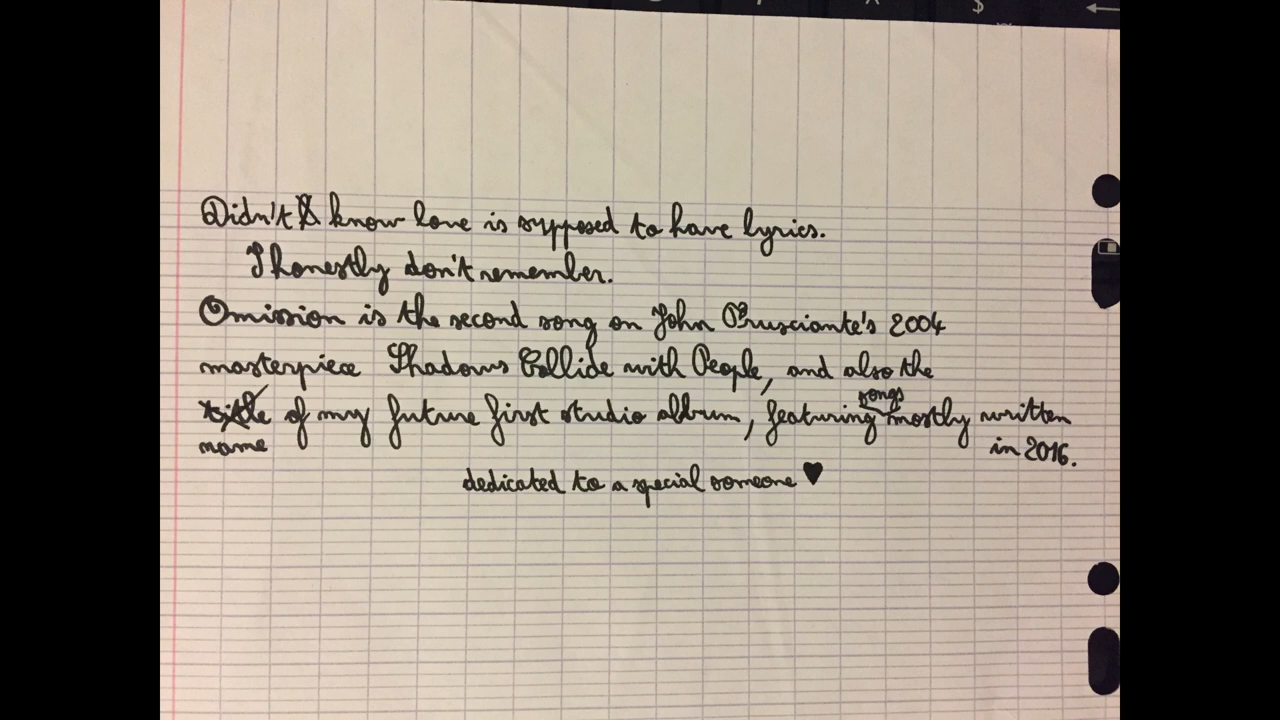 Didn't know love is supposed to have lyrics.
I honestly don't remember.
Omission is the second song on John Frusciante's 2004
masterpiece Shadows Collide with People, and also the
title of my future first studio album, featuring songs mostly written
name in 2016.
dedicated to a special someone ♥